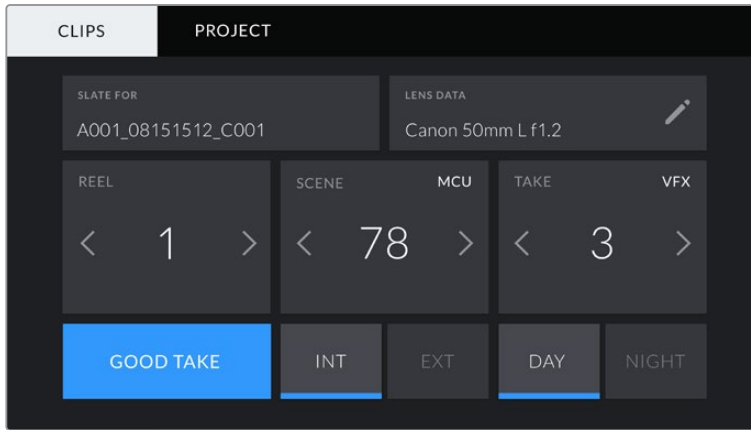 CLIPS PROJECT
SLATE FOR LENS DATA
A001_08151512_C001 Canon 50mm L f1.2
REEL SCENE MCU TAKE VFX
< 1 > < 78 > < 3 >
GOOD TAKE INT EXT DAY NIGHT